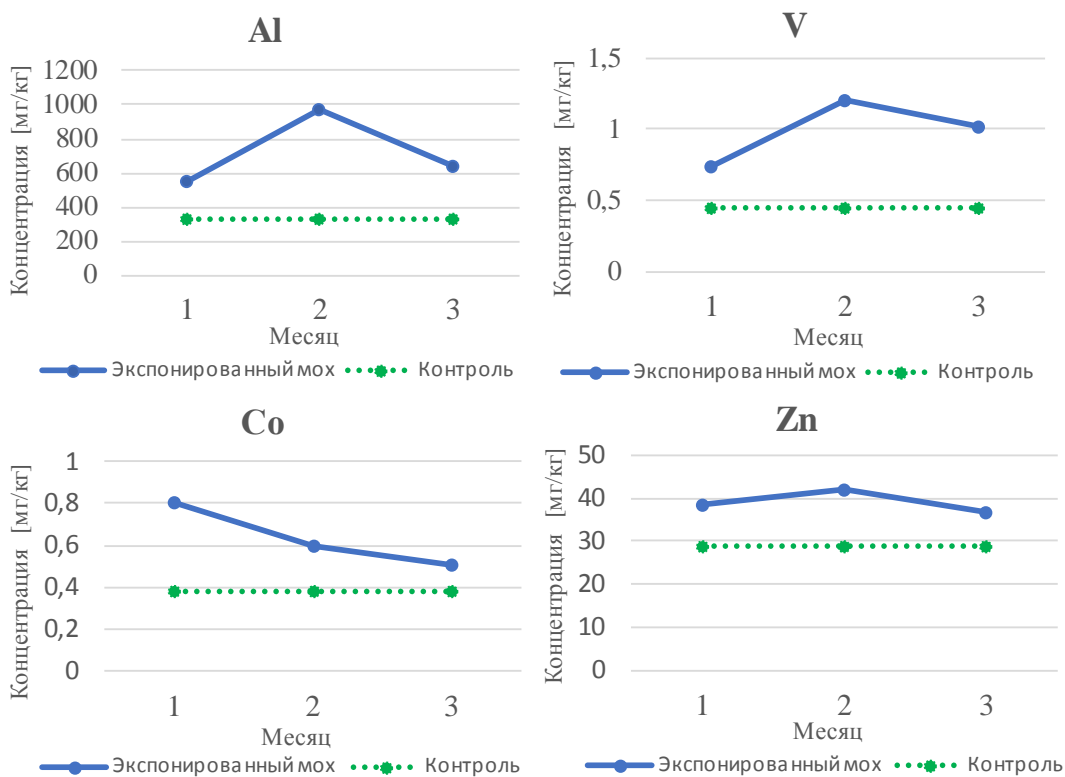 Al
Концентрация [мг/кг]
1200
1000
800
600
400
200
0
1 2 3
Месяц
Экспонированный мох Контроль
V
Концентрация [мг/кг]
1,5
1
0,5
0
1 2 3
Месяц
Экспонированный мох Контроль
Co
Концентрация [мг/кг]
1
0,8
0,6
0,4
0,2
0
1 2 3
Месяц
Экспонированный мох Контроль
Zn
Концентрация [мг/кг]
50
40
30
20
10
0
1 2 3
Месяц
Экспонированный мох Контроль